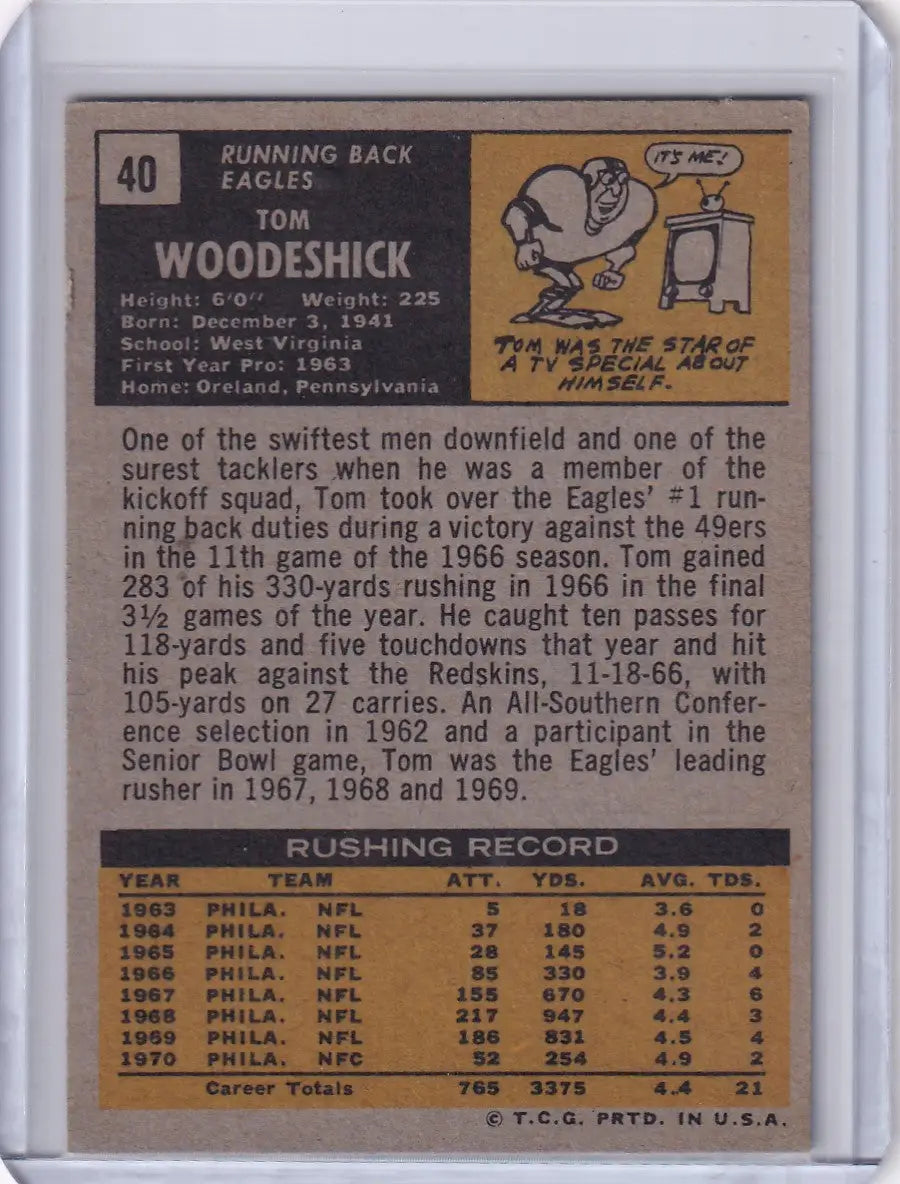 40
RUNNING BACK
EAGLES
TOM
WOODESHICK
Height: 6'0" Weight: 225
Born: December 3, 1941
School: West Virginia
First Year Pro: 1963
Home: Oreland, Pennsylvania
IT'S ME!
TOM WAS THE STAR OF
A TV SPECIAL ABOUT
HIMSELF.
One of the swiftest men downfield and one of the
surest tacklers when he was a member of the
kickoff squad, Tom took over the Eagles' #1 run-
ning back duties during a victory against the 49ers
in the 11th game of the 1966 season. Tom gained
283 of his 330-yards rushing in 1966 in the final
3½ games of the year. He caught ten passes for
118-yards and five touchdowns that year and hit
his peak against the Redskins, 11-18-66, with
105-yards on 27 carries. An All-Southern Confer-
ence selection in 1962 and a participant in the
Senior Bowl game, Tom was the Eagles' leading
rusher in 1967, 1968 and 1969.
RUSHING RECORD
YEAR TEAM ATT. YDS. AVG. TDS.
1963 PHILA. NFL 5 18 3.6 0
1964 PHILA. NFL 37 180 4.9 2
1965 PHILA. NFL 28 145 5.2 0
1966 PHILA. NFL 85 330 3.9 4
1967 PHILA. NFL 155 670 4.3 6
1968 PHILA. NFL 217 947 4.4 3
1969 PHILA. NFL 186 831 4.5 4
1970 PHILA. NFC 52 254 4.9 2
Career Totals 765 3375 4.4 21
© T.C.G. PRTD. IN U.S.A.